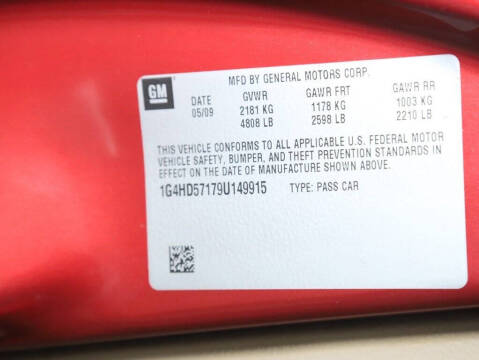 MFD BY GENERAL MOTORS CORP.
GM DATE GVWR GAWR FRT GAWR RR
05/09 2181 KG 1178 KG 1003 KG
4808 LB 2598 LB 2210 LB
THIS VEHICLE CONFORMS TO ALL APPLICABLE U.S. FEDERAL MOTOR
VEHICLE SAFETY, BUMPER, AND THEFT PREVENTION STANDARDS IN
EFFECT ON THE DATE OF MANUFACTURE SHOWN ABOVE.
1G4HD57179U149915 TYPE: PASS CAR